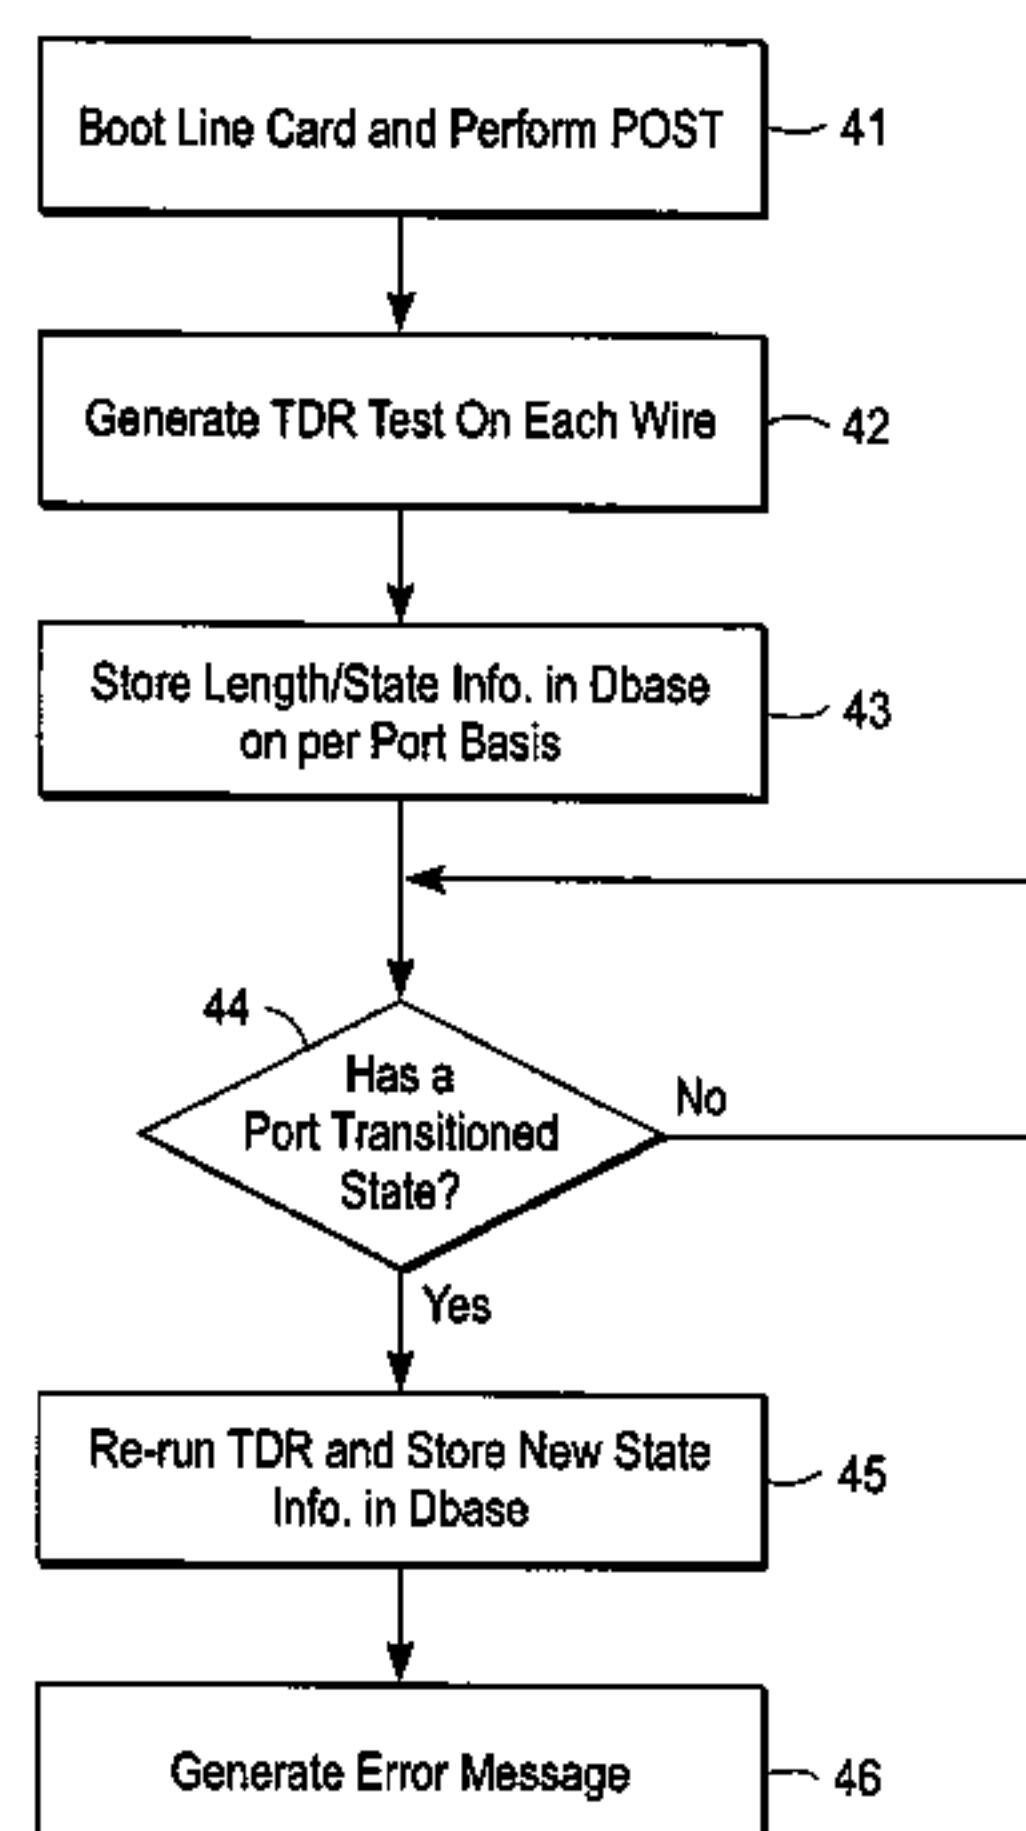 Boot Line Card and Perform POST
41
Generate TDR Test On Each Wire
42
Store Length/State Info. in Dbase
on per Port Basis
43
44
Has a
Port Transitioned
State?
No
Yes
Re-run TDR and Store New State
Info. in Dbase
45
Generate Error Message
46